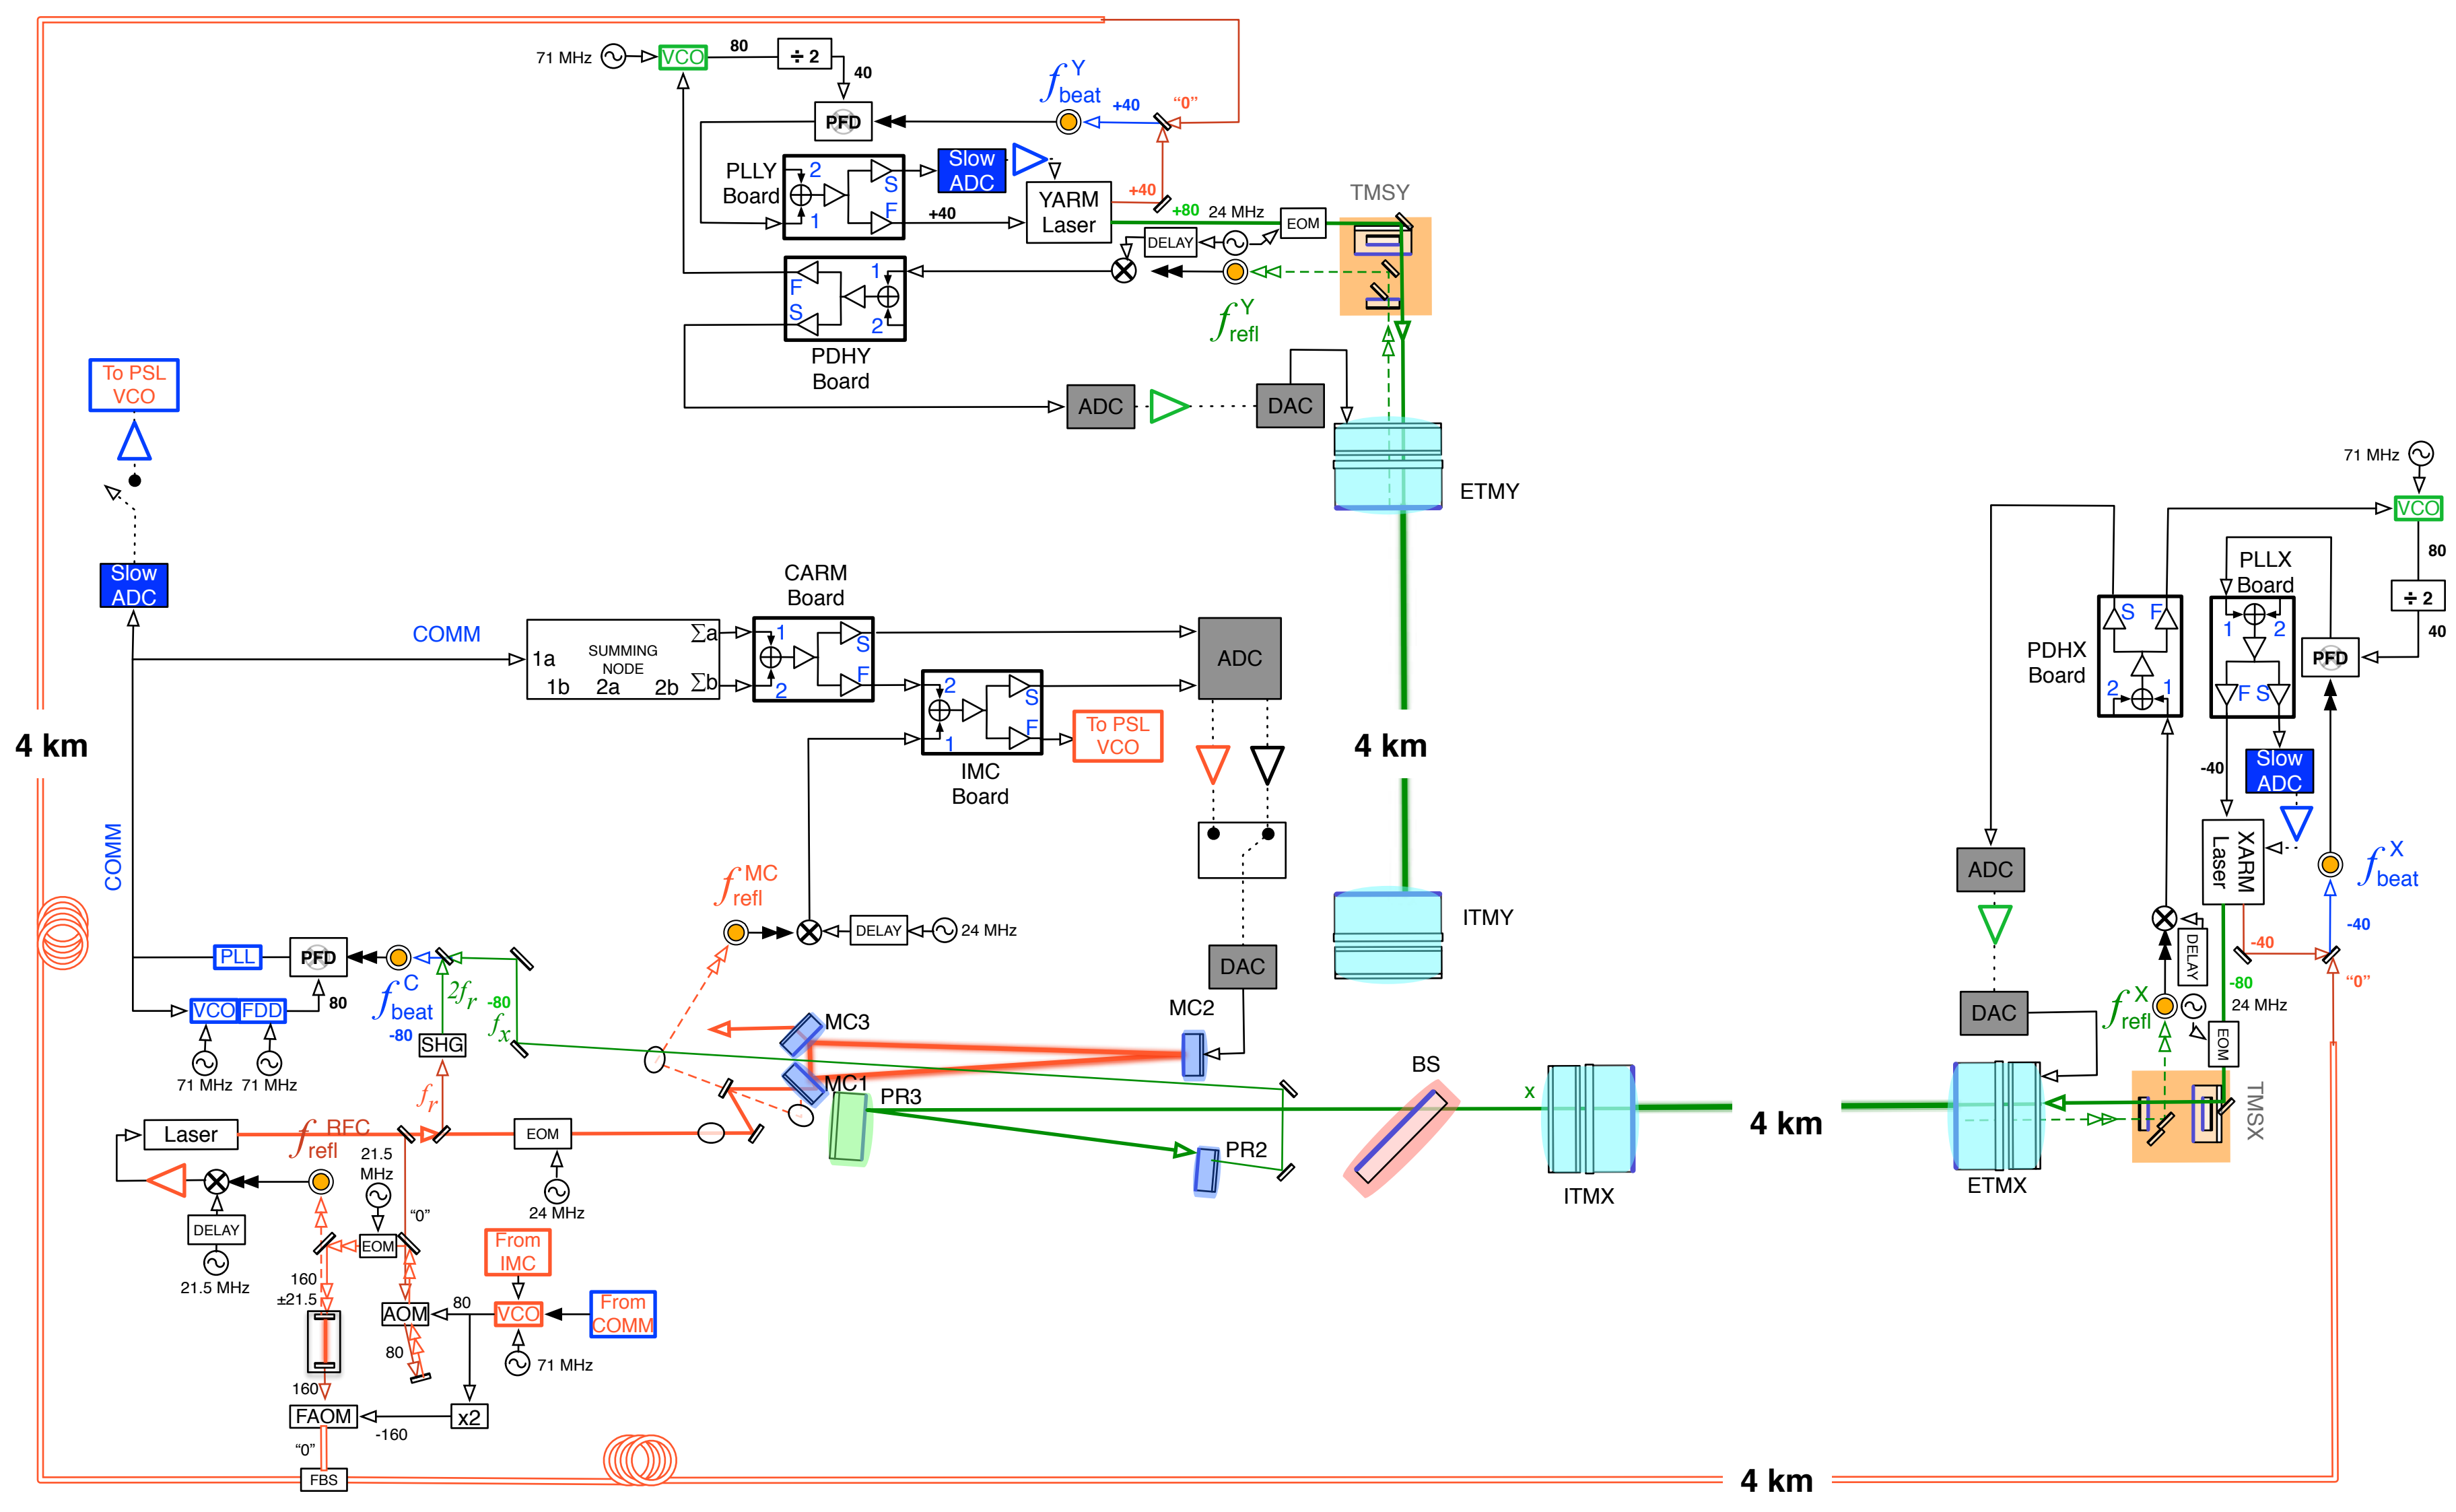 71 MHz
VCO
80
÷ 2
40
f Y beat
+40
"0"
PFD
PLLY
Board
2
1
S
F
Slow
ADC
+40
YARM
Laser
+40
+80
24 MHz
EOM
TMSY
DELAY
F
S
1
2
f Y refl
PDHY
Board
ADC
DAC
ETMY
To PSL
VCO
Slow
ADC
COMM
COMM
1a
1b
2a
2b
SUMMING
NODE
Σa
Σb
CARM
Board
1
2
S
F
IMC
Board
2
1
S
F
To PSL
VCO
ADC
4 km
4 km
71 MHz
VCO
80
÷ 2
40
PFD
PLLX
Board
1
2
F
S
PDHX
Board
S
F
2
1
Slow
ADC
-40
XARM
Laser
ADC
f X beat
-40
-40
"0"
DELAY
-80
24 MHz
f X refl
EOM
DAC
TMSX
ETMX
4 km
ITMX
x
BS
ITMY
f MC refl
DELAY
24 MHz
DAC
MC2
MC3
MC1
PR3
PR2
PLL
PFD
f C beat
-80
2fr
-80
fx
VCO
FDD
80
71 MHz
71 MHz
SHG
fr
Laser
f RFC refl
EOM
24 MHz
21.5
MHz
"0"
DELAY
21.5 MHz
EOM
160
±21.5
AOM
80
80
VCO
From
IMC
From
COMM
71 MHz
160
FAOM
-160
x2
"0"
FBS
4 km